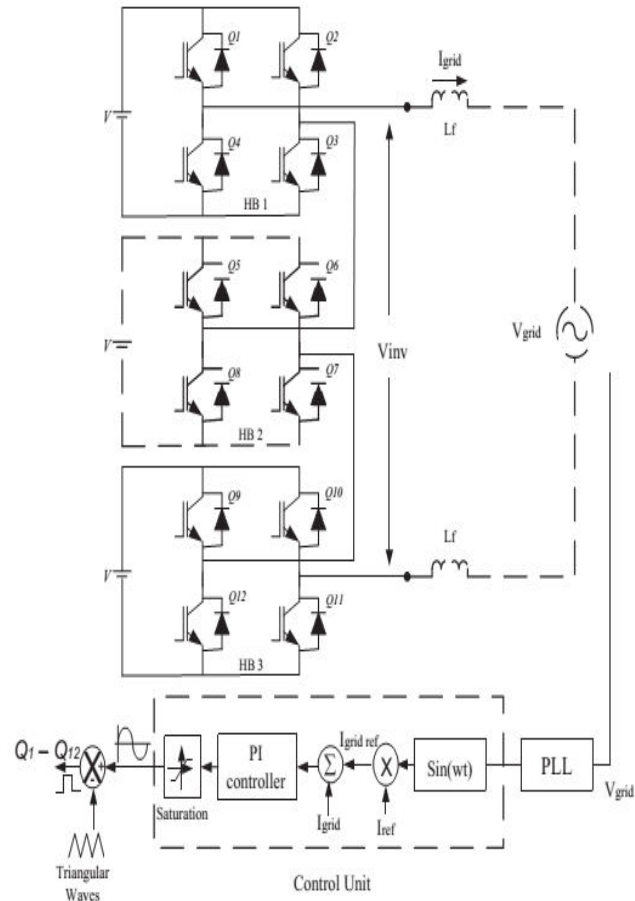 Q1
Q2
Igrid
V
Lf
Q4
Q3
HB 1
Q5
Q6
V
Vinv
Vgrid
Q8
Q7
HB 2
Q9
Q10
Lf
V
Q12
Q11
HB 3
Q1 – Q12
+
-
Saturation
PI
controller
Σ
Igrid ref
X
Sin(wt)
PLL
Igrid
Iref
Vgrid
Triangular
Waves
Control Unit